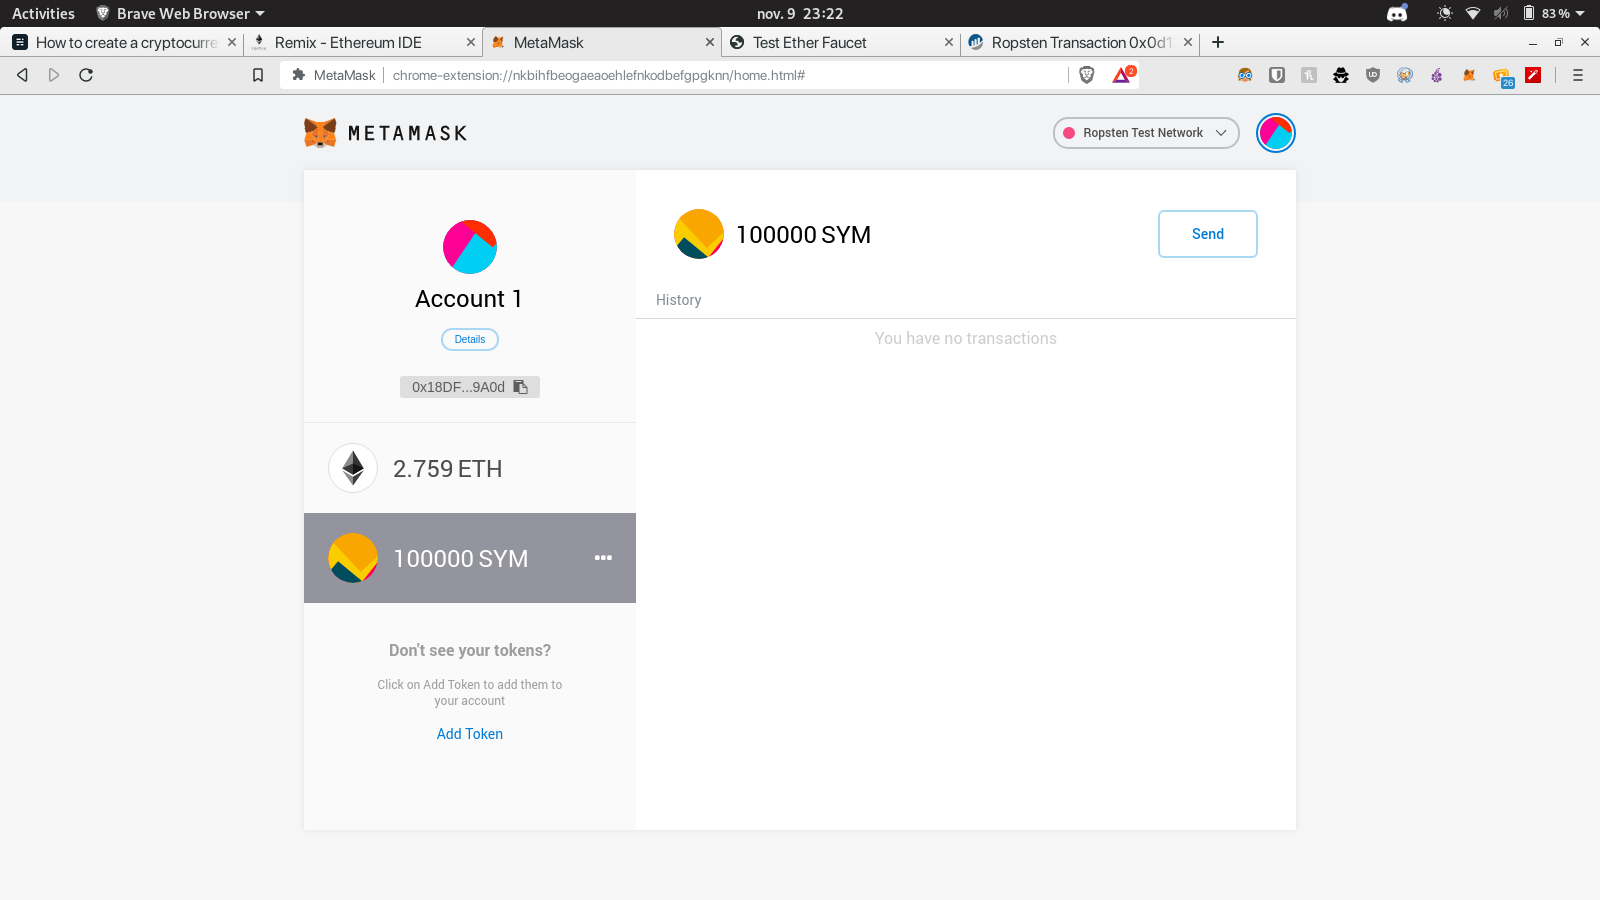 Activities
Brave Web Browser
nov. 9 23:22
83 %
How to create a cryptocurre
Remix - Ethereum IDE
MetaMask
Test Ether Faucet
Ropsten Transaction 0x0d1
MetaMask
chrome-extension://nkbihfbeogaeaoehlefnkodbefgpgknn/home.html#
2
26
METAMASK
Ropsten Test Network
Account 1
Details
0x18DF...9A0d
2.759 ETH
100000 SYM
Don't see your tokens?
Click on Add Token to add them to
your account
Add Token
100000 SYM
Send
History
You have no transactions